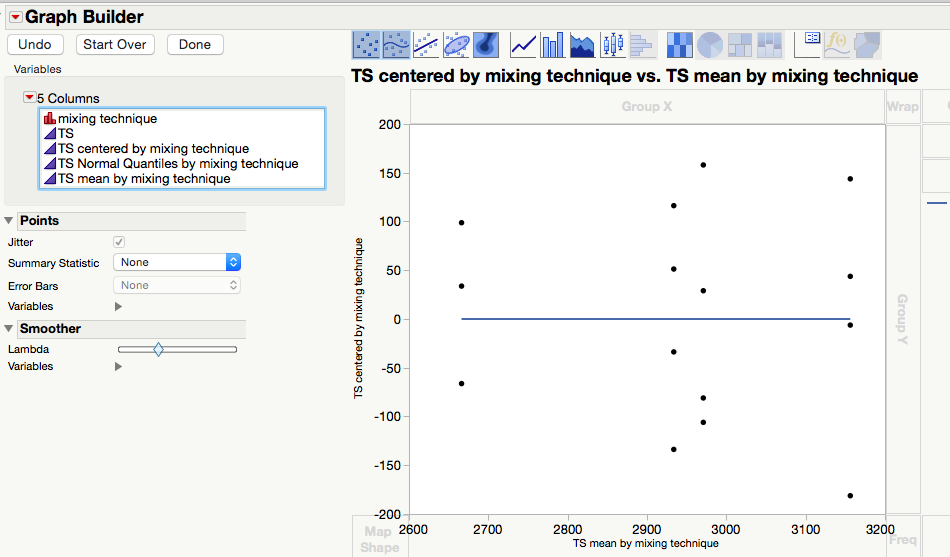 Graph Builder
Undo Start Over Done
Variables
5 Columns
mixing technique
TS
TS centered by mixing technique
TS Normal Quantiles by mixing technique
TS mean by mixing technique
Points
Jitter
Summary Statistic None
Error Bars None
Variables
Smoother
Lambda
Variables
TS centered by mixing technique vs. TS mean by mixing technique
Group X
Wrap
200
150
100
50
0
-50
-100
-150
-200
TS centered by mixing technique
Group Y
2600 2700 2800 2900 3000 3100 3200
TS mean by mixing technique
Map
Shape
Freq